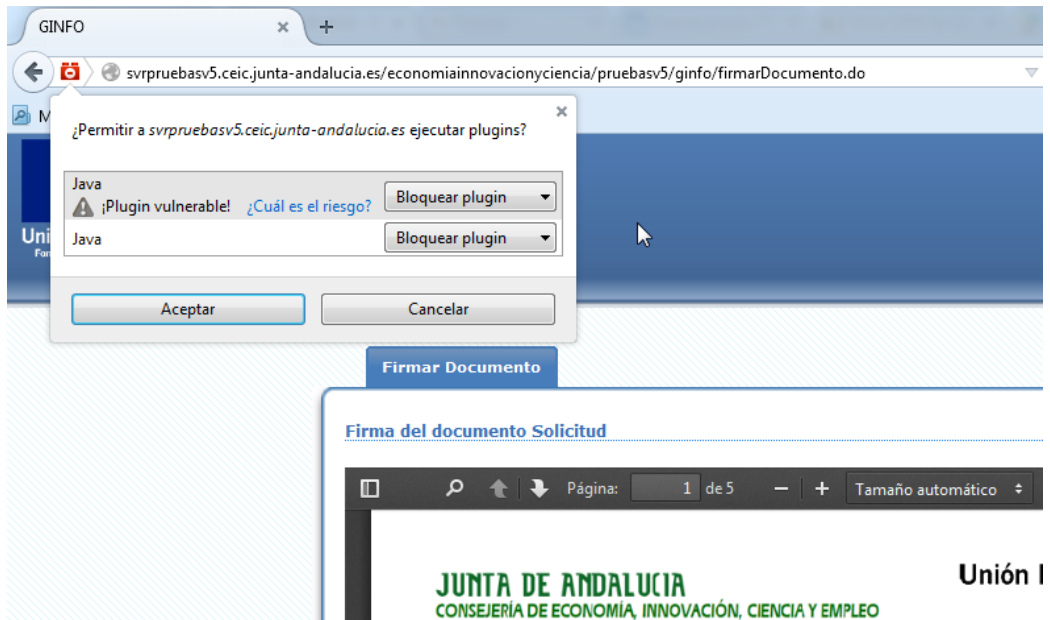 GINFO
svrpruebasv5.ceic.junta-andalucia.es/economiainnovacionyciencia/pruebasv5/ginfo/firmarDocumento.do
M
¿Permitir a svrpruebasv5.ceic.junta-andalucia.es ejecutar plugins?
Java
¡Plugin vulnerable! ¿Cuál es el riesgo? Bloquear plugin
Java Bloquear plugin
Uni
Aceptar Cancelar
Firmar Documento
Firma del documento Solicitud
Página: 1 de 5 Tamaño automático
Unión
JUNTA DE ANDALUCIA
CONSEJERÍA DE ECONOMÍA, INNOVACIÓN, CIENCIA Y EMPLEO